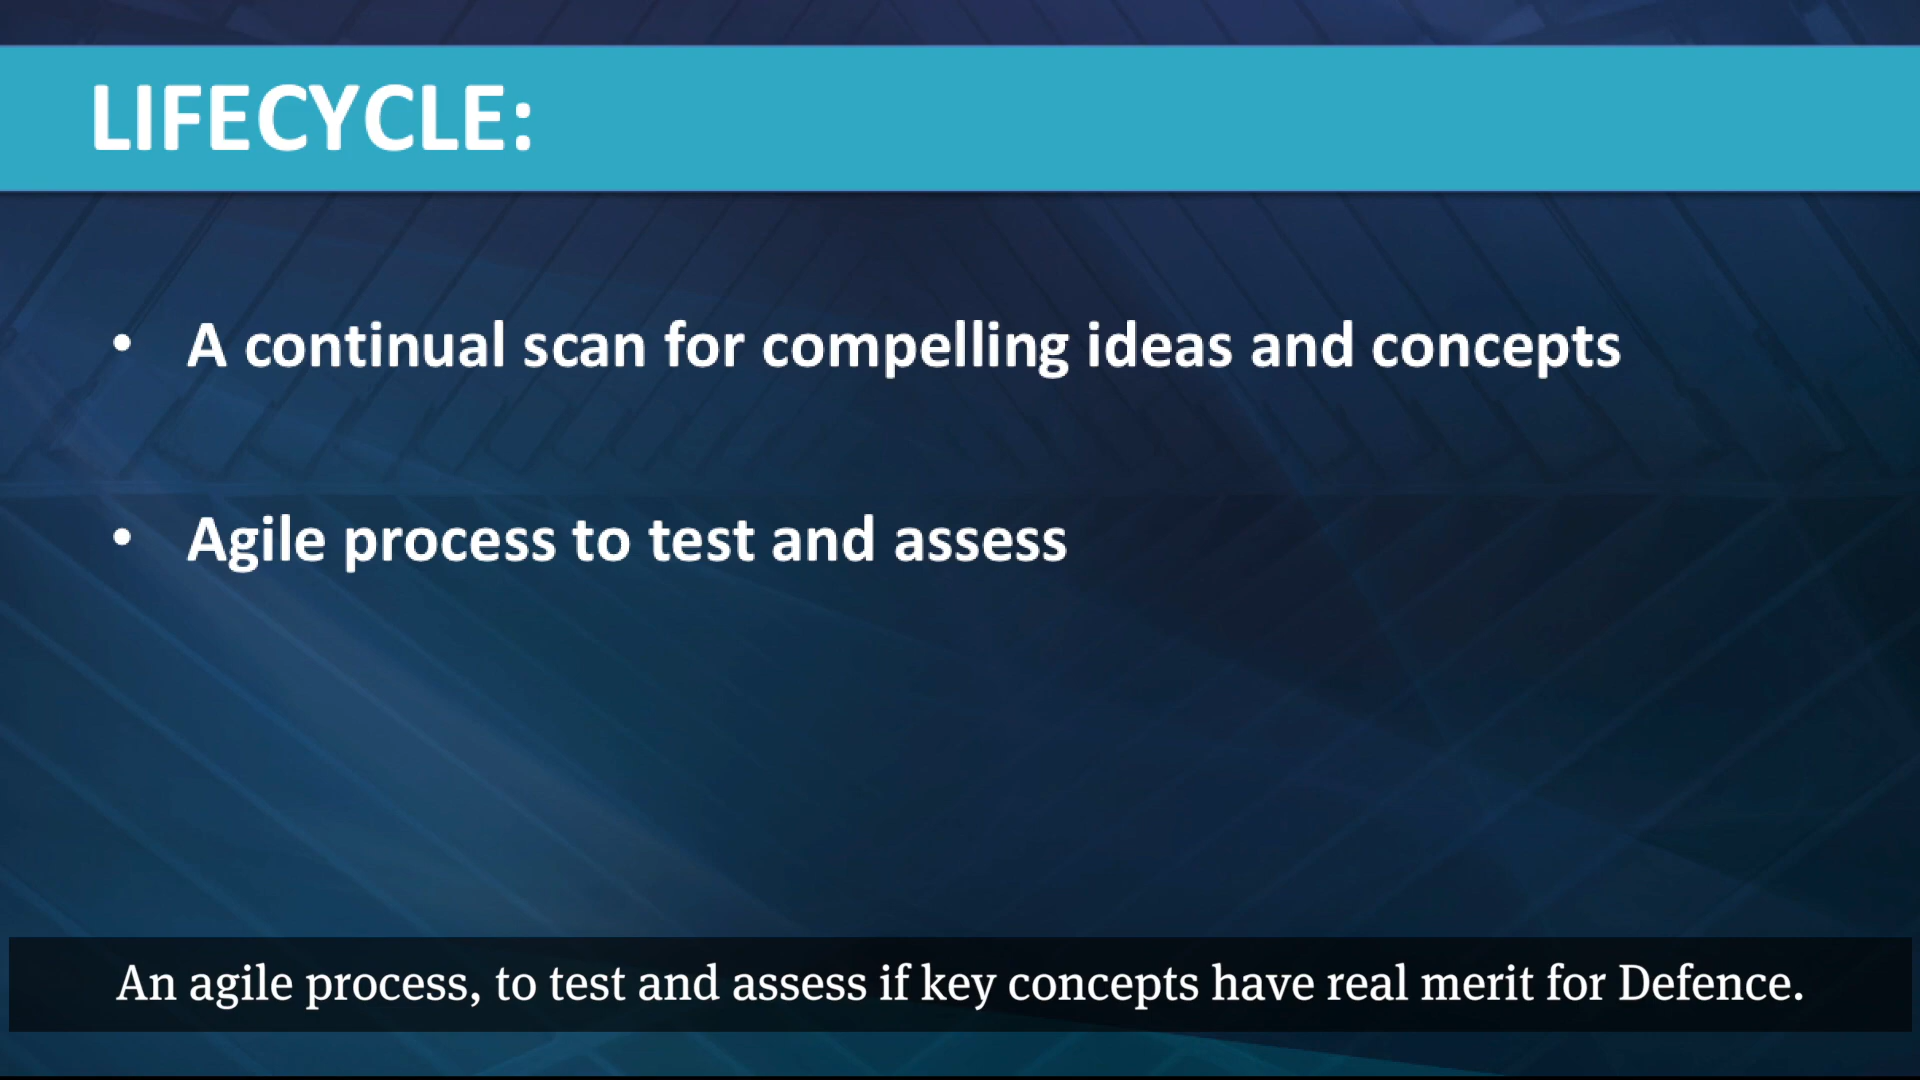 LIFECYCLE:
• A continual scan for compelling ideas and concepts
• Agile process to test and assess
An agile process, to test and assess if key concepts have real merit for Defence.